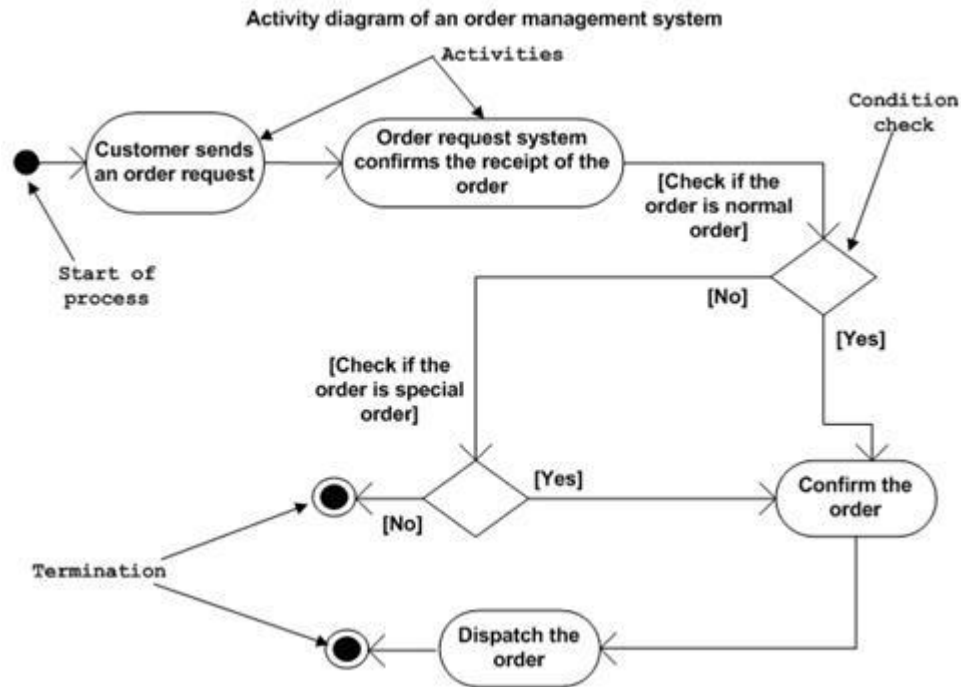 Activity diagram of an order management system
Activities
Condition
check
Customer sends
an order request
Order request system
confirms the receipt of the
order
[Check if the
order is normal
order]
Start of
process
[No]
[Yes]
[Check if the
order is special
order]
[Yes]
[No]
Confirm the
order
Termination
Dispatch the
order